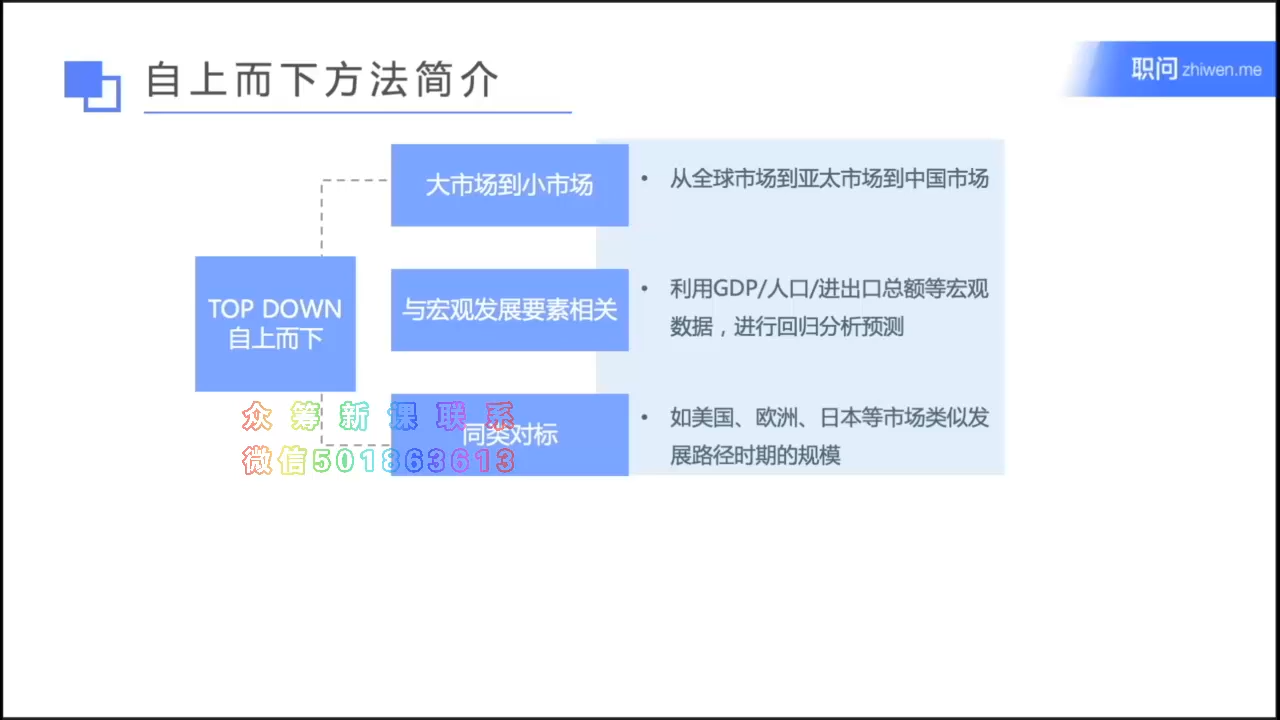 自上而下方法简介
职问 zhiwen.me
大市场到小市场
• 从全球市场到亚太市场到中国市场
TOP DOWN
自上而下
与宏观发展要素相关
• 利用GDP/人口/进出口总额等宏观
数据，进行回归分析预测
同类对标
• 如美国、欧洲、日本等市场类似发
展路径时期的规模
众筹新课联系
微信501863613